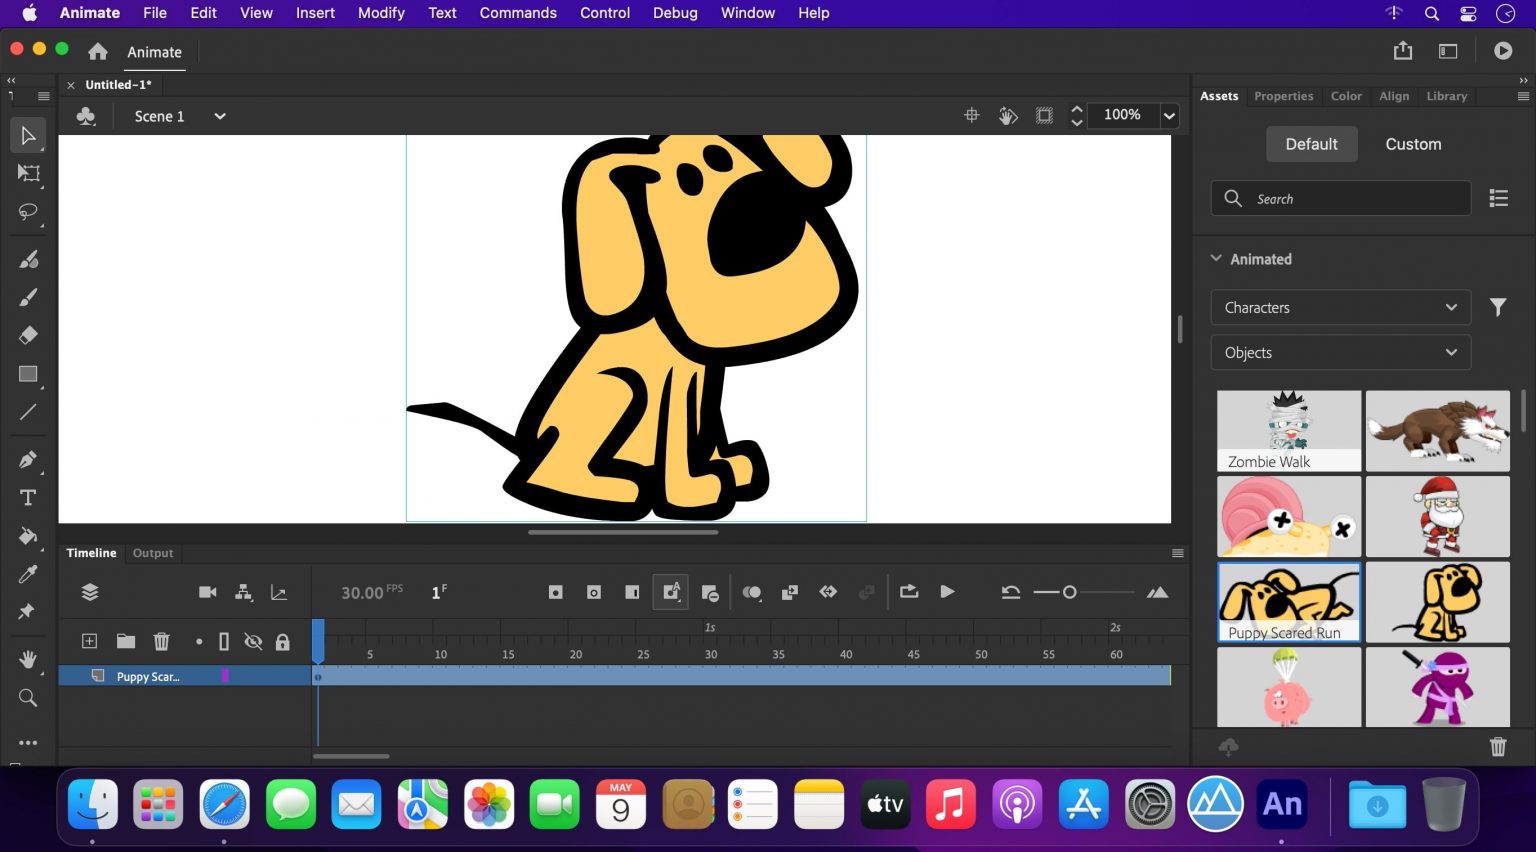 Animate File Edit View Insert Modify Text Commands Control Debug Window Help
Animate
Untitled-1*
Scene 1
100%
Assets Properties Color Align Library
Default Custom
Search
Animated
Characters
Objects
Zombie Walk
Puppy Scared Run
Timeline Output
30.00 FPS 1 F
A
1s 2s
5 10 15 20 25 30 35 40 45 50 55 60
Puppy Scar...
MAY
9
tv
An